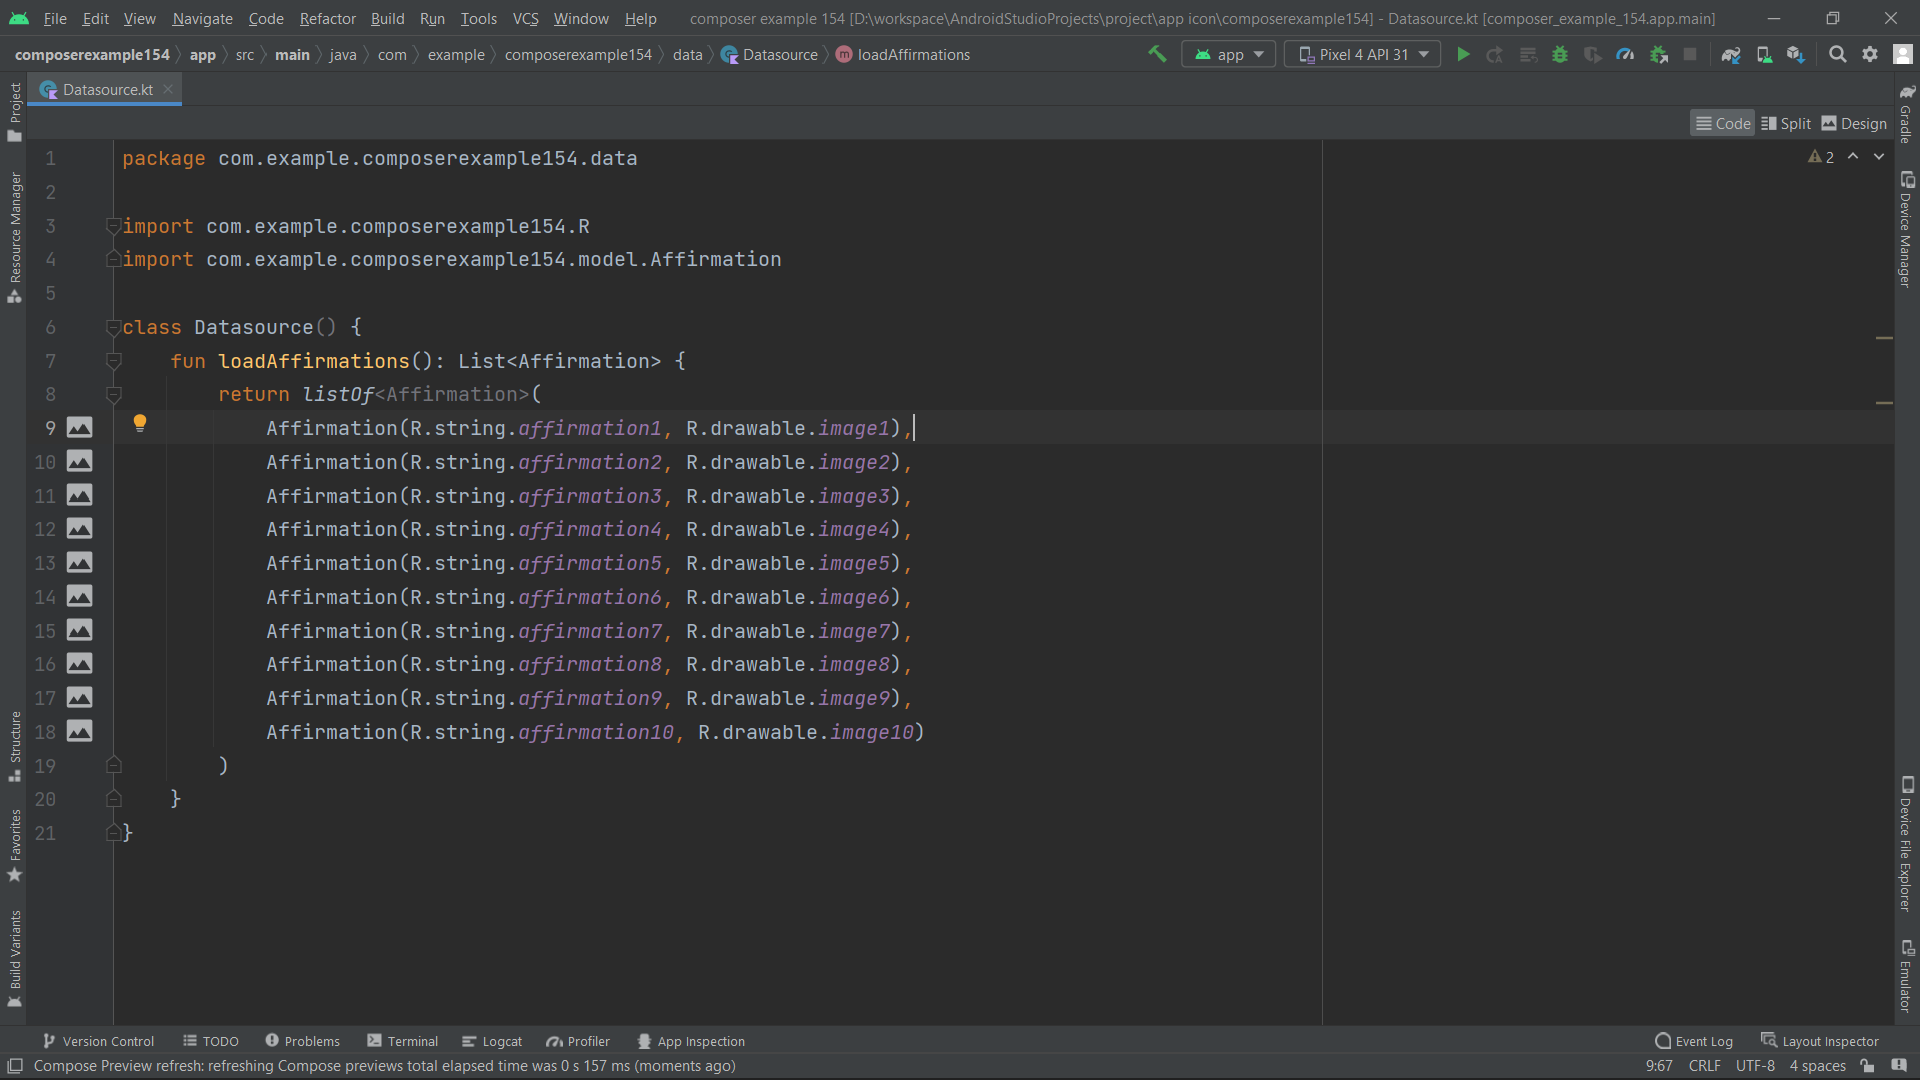 File Edit View Navigate Code Refactor Build Run Tools VCS Window Help composer example 154 [D:\workspace\AndroidStudioProjects\project\app icon\composerexample154] - Datasource.kt [composer_example_154.app.main]
composerexample154 app src main java com example composerexample154 data Datasource m loadAffirmations app Pixel 4 API 31
Datasource.kt
Code Split Design
2
1 package com.example.composerexample154.data
2
3 import com.example.composerexample154.R
4 import com.example.composerexample154.model.Affirmation
5
6 class Datasource() {
7 fun loadAffirmations(): List<Affirmation> {
8 return listOf<Affirmation>(
9 Affirmation(R.string.affirmation1, R.drawable.image1),
10 Affirmation(R.string.affirmation2, R.drawable.image2),
11 Affirmation(R.string.affirmation3, R.drawable.image3),
12 Affirmation(R.string.affirmation4, R.drawable.image4),
13 Affirmation(R.string.affirmation5, R.drawable.image5),
14 Affirmation(R.string.affirmation6, R.drawable.image6),
15 Affirmation(R.string.affirmation7, R.drawable.image7),
16 Affirmation(R.string.affirmation8, R.drawable.image8),
17 Affirmation(R.string.affirmation9, R.drawable.image9),
18 Affirmation(R.string.affirmation10, R.drawable.image10)
19 )
20 }
21 }
Project
Resource Manager
Structure
Favorites
Build Variants
Gradle
Device Manager
Device File Explorer
Emulator
Version Control TODO Problems Terminal Logcat Profiler App Inspection Event Log Layout Inspector
Compose Preview refresh: refreshing Compose previews total elapsed time was 0 s 157 ms (moments ago) 9:67 CRLF UTF-8 4 spaces